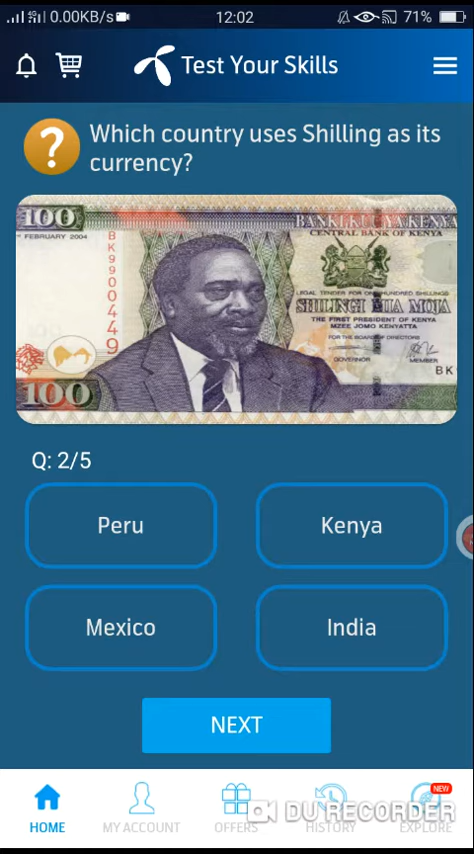 0.00KB/s 12:02 71%
Test Your Skills
Which country uses Shilling as its
currency?
100
BANKI KUU YA KENYA
CENTRAL BANK OF KENYA
FEBRUARY 2004
BK9900449
LEGAL TENDER FOR ONE HUNDRED SHILLINGS
SHILINGI MIA MOJA
THE FIRST PRESIDENT OF KENYA
MZEE JOMO KENYATTA
FOR THE BOARD OF DIRECTORS
GOVERNOR MEMBER
BK
100
Q: 2/5
Peru Kenya
Mexico India
NEXT
NEW
DU RECORDER
HOME MY ACCOUNT OFFERS HISTORY EXPLORE